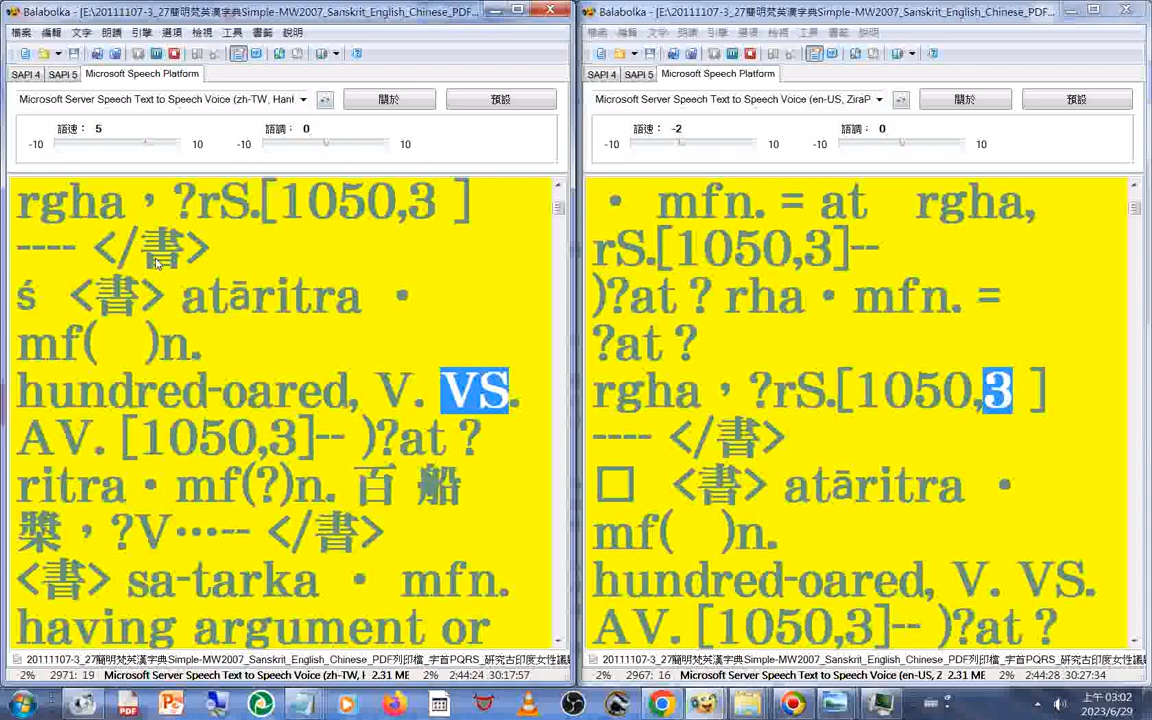 Balabolka - [E:\20111107-3_27簡明梵英漢字典Simple-MW2007_Sanskrit_English_Chinese_PDF...
檔案 編輯 文字 朗讀 引擎 選項 檢視 工具 書籤 說明
SAPI 4 SAPI 5 Microsoft Speech Platform
Microsoft Server Speech Text to Speech Voice (zh-TW, Hanl
關於 預設
語速： 5 語調： 0
-10 10 -10 10
rgha，?rS.[1050,3 ]
---- </書>
ś <書> atāritra •
mf( )n.
hundred-oared, V. VS.
AV. [1050,3]-- )?at ?
ritra • mf(?)n. 百 船
槳，?V…-- </書>
<書> sa-tarka • mfn.
having argument or
20111107-3_27簡明梵英漢字典Simple-MW2007_Sanskrit_English_Chinese_PDF列印檔_字首PQRS_研究古印度女性議
2% 2971: 19 Microsoft Server Speech Text to Speech Voice (zh-TW, H 2.31 ME 2% 2:44:24 30:17:57
Balabolka - [E:\20111107-3_27簡明梵英漢字典Simple-MW2007_Sanskrit_English_Chinese_PDF...
檔案 編輯 文字 朗讀 引擎 選項 檢視 工具 書籤 說明
SAPI 4 SAPI 5 Microsoft Speech Platform
Microsoft Server Speech Text to Speech Voice (en-US, ZiraP
關於 預設
語速： -2 語調： 0
-10 10 -10 10
• mfn. = at rgha,
rS.[1050,3]--
)?at ? rha • mfn. =
?at ?
rgha，?rS.[1050,3 ]
---- </書>
□ <書> atāritra •
mf( )n.
hundred-oared, V. VS.
AV. [1050,3]-- )?at ?
20111107-3_27簡明梵英漢字典Simple-MW2007_Sanskrit_English_Chinese_PDF列印檔_字首PQRS_研究古印度女性議
2% 2967: 16 Microsoft Server Speech Text to Speech Voice (en-US, Z 2.31 ME 2% 2:44:28 30:27:34
上午 03:02
2023/6/29